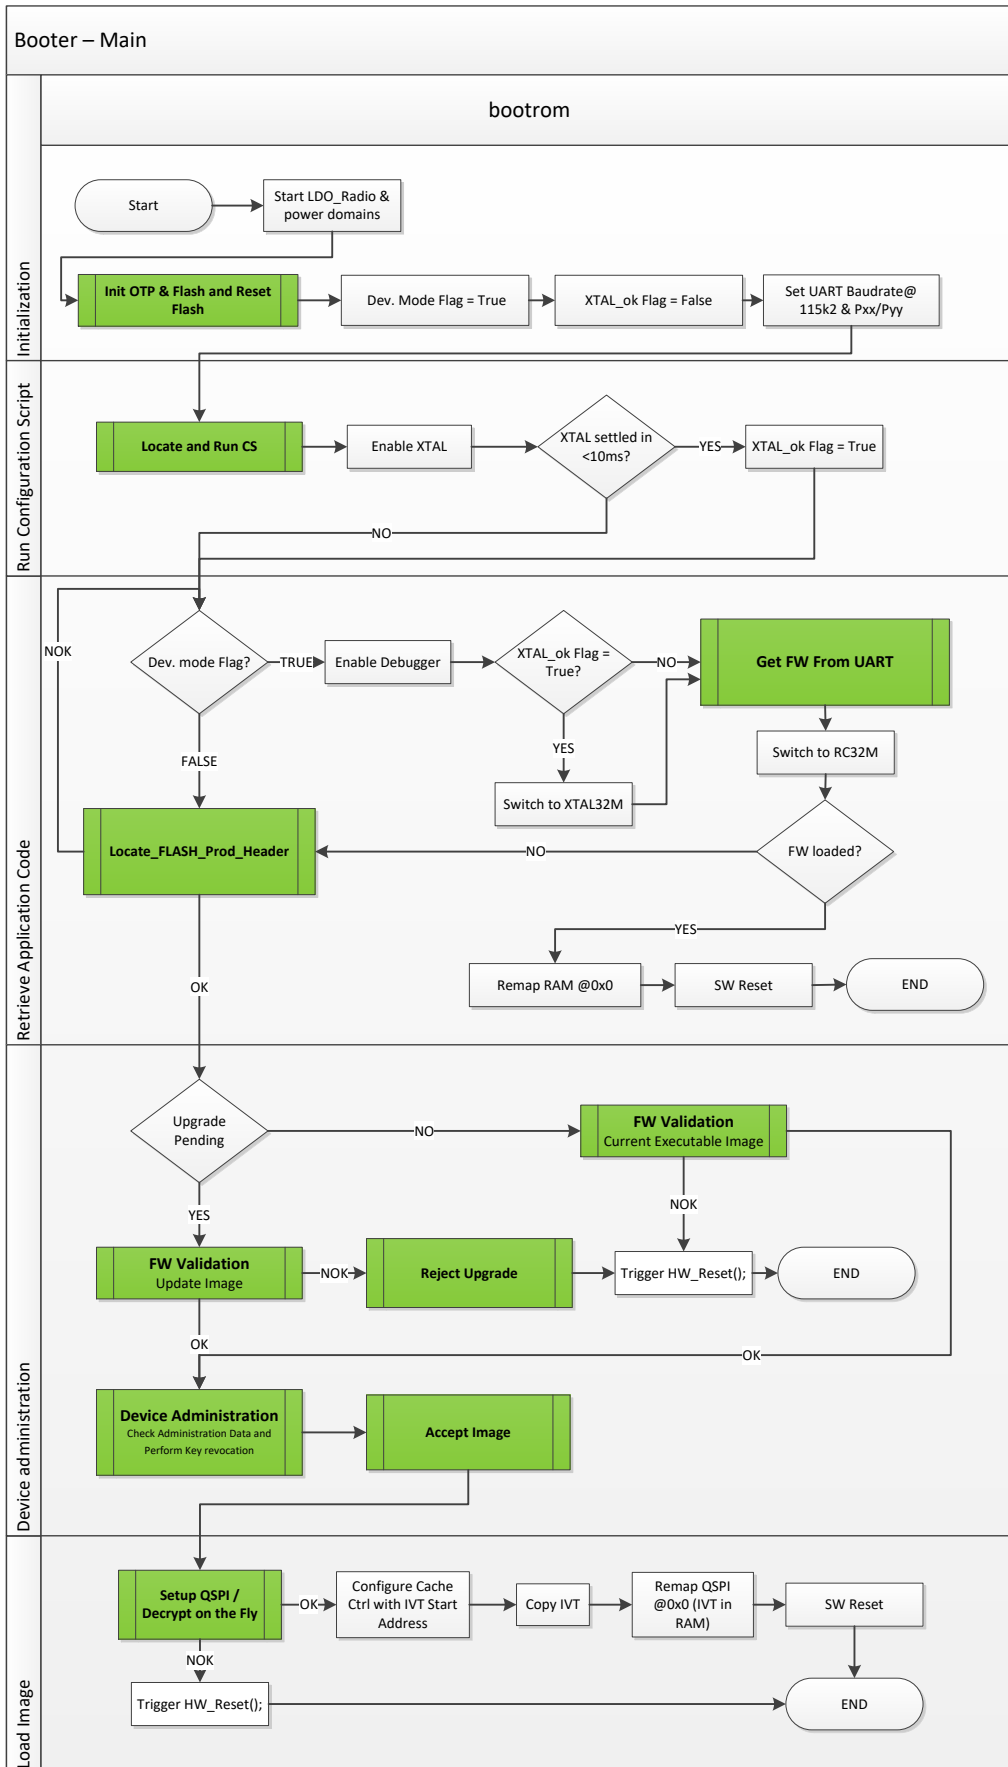 Booter – Main
bootrom
Initialization
Start
Start LDO_Radio &
power domains
Init OTP & Flash and Reset
Flash
Dev. Mode Flag = True
XTAL_ok Flag = False
Set UART Baudrate@
115k2 & Pxx/Pyy
Run Configuration Script
Locate and Run CS
Enable XTAL
XTAL settled in
<10ms?
YES
XTAL_ok Flag = True
NO
Retrieve Application Code
NOK
Dev. mode Flag?
TRUE
Enable Debugger
XTAL_ok Flag =
True?
NO
Get FW From UART
YES
FALSE
Switch to XTAL32M
Switch to RC32M
Locate_FLASH_Prod_Header
NO
FW loaded?
YES
OK
Remap RAM @0x0
SW Reset
END
Device administration
Upgrade
Pending
NO
FW Validation
Current Executable Image
NOK
YES
FW Validation
Update Image
NOK
Reject Upgrade
Trigger HW_Reset();
END
OK
OK
Device Administration
Check Administration Data and
Perform Key revocation
Accept Image
Load Image
Setup QSPI /
Decrypt on the Fly
OK
Configure Cache
Ctrl with IVT Start
Address
Copy IVT
Remap QSPI
@0x0 (IVT in
RAM)
SW Reset
NOK
Trigger HW_Reset();
END